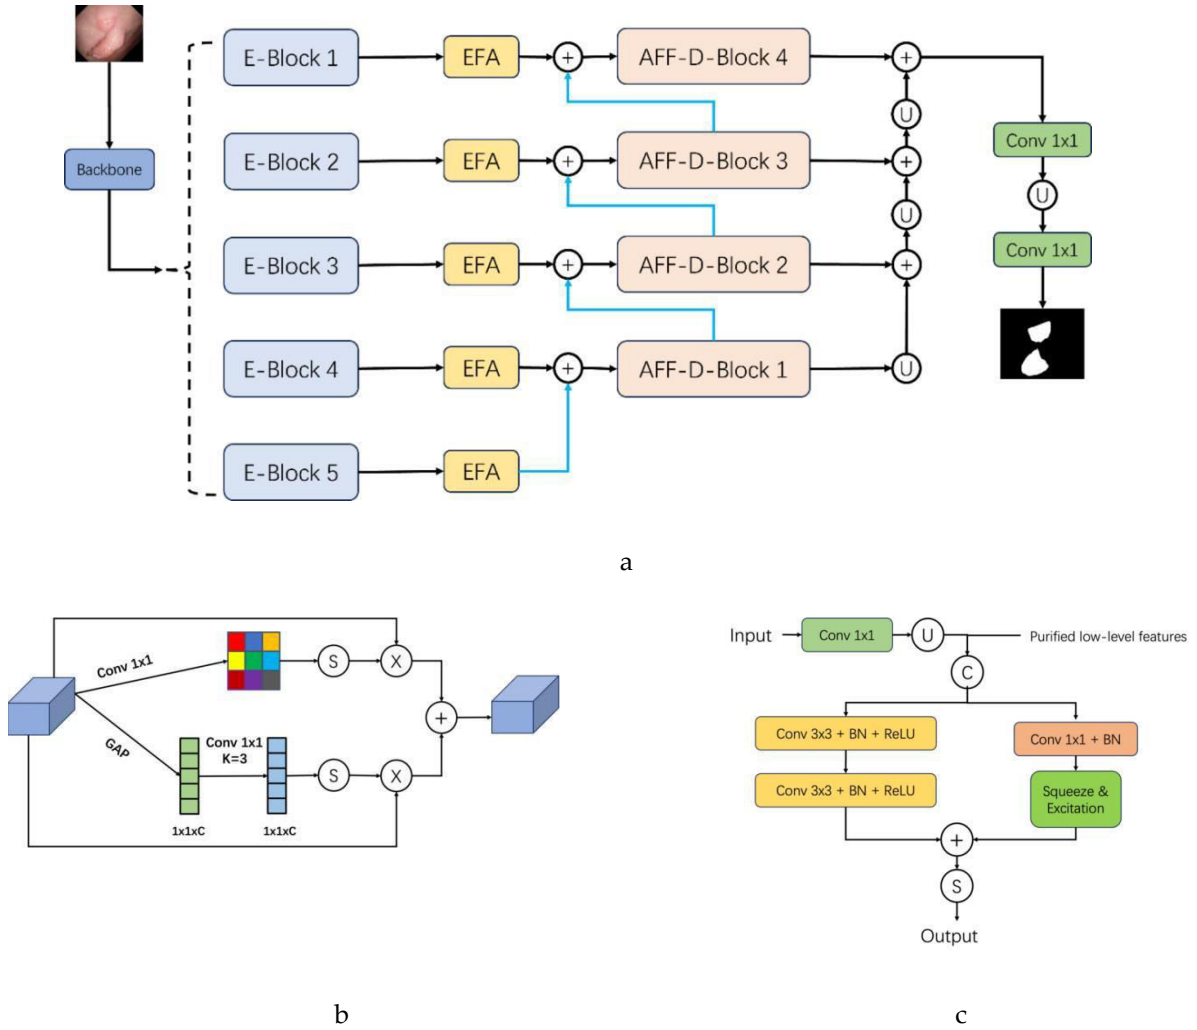 E-Block 1
EFA
+
AFF-D-Block 4
+
U
Backbone
E-Block 2
EFA
+
AFF-D-Block 3
+
Conv 1x1
U
U
Conv 1x1
E-Block 3
EFA
+
AFF-D-Block 2
+
E-Block 4
EFA
+
AFF-D-Block 1
U
E-Block 5
EFA
a
Conv 1x1
S
X
+
GAP
Conv 1x1
K=3
S
X
1x1xC
1x1xC
b
Input
Conv 1x1
U
Purified low-level features
C
Conv 3x3 + BN + ReLU
Conv 1x1 + BN
Conv 3x3 + BN + ReLU
Squeeze &
Excitation
+
S
Output
c